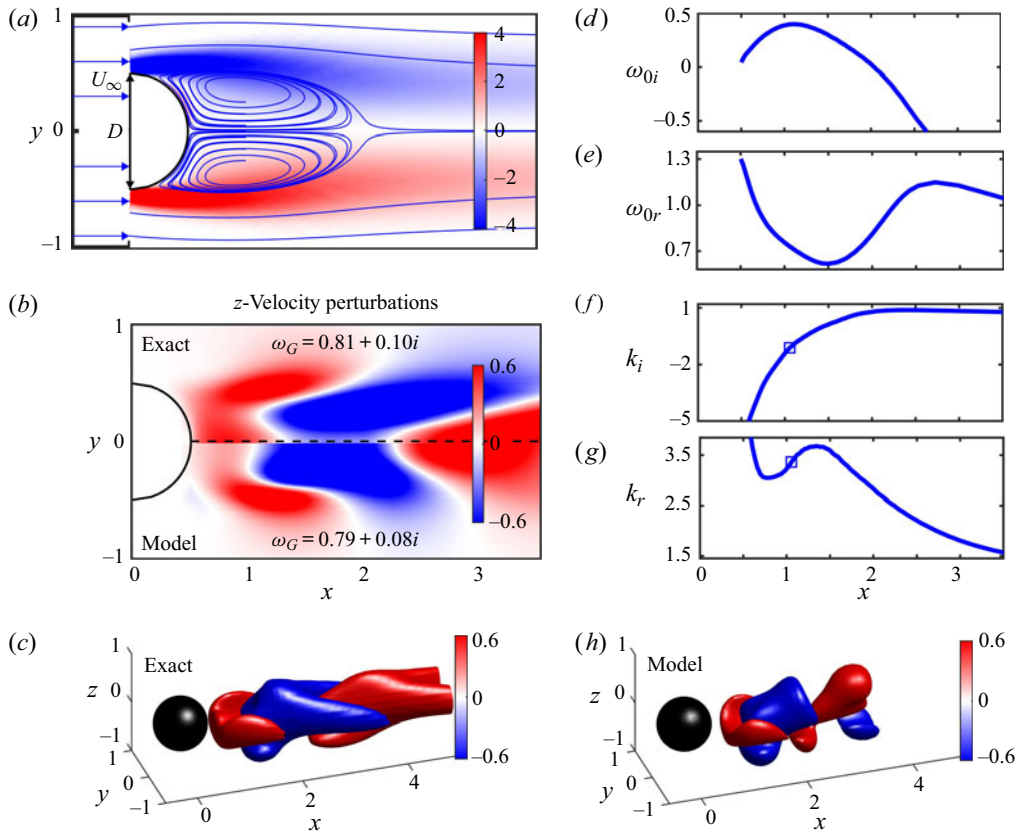 (a)
1
y 0
−1
U∞
D
4
2
0
−2
−4
(b)
z-Velocity perturbations
1
y 0
−1
Exact
ωG = 0.81 + 0.10i
Model
ωG = 0.79 + 0.08i
0.6
0
−0.6
0 1 2 3
x
(c)
Exact
1
z 0
−1
1
y 0
−1
0 2 4
x
0.6
0
−0.6
(d)
0.5
ω0i 0
−0.5
(e)
1.3
ω0r 1.0
0.7
(f)
1
ki −2
−5
(g)
3.5
kr 2.5
1.5
0 1 2 3
x
(h)
Model
1
z 0
−1
1
y 0
−1
0 2 4
x
0.6
0
−0.6